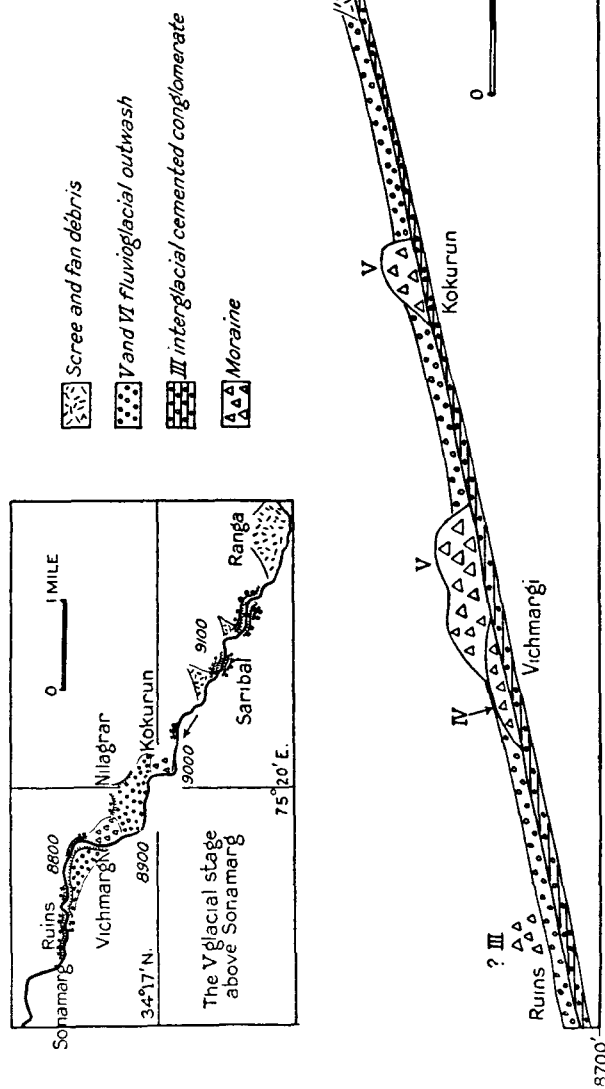 Scree and fan débris
V and VI fluvioglacial outwash
III interglacial cemented conglomerate
Moraine
0 1 MILE
Sonamarg
Ruins
8800
Nilagrar
Vichmargi
Kokurun
8900
9000
9100
Saribal
Ranga
34°17'N.
75°20'E.
The V glacial stage
above Sonamarg
0
V
Kokurun
V
IV
Vichmargi
? III
Ruins
8700'